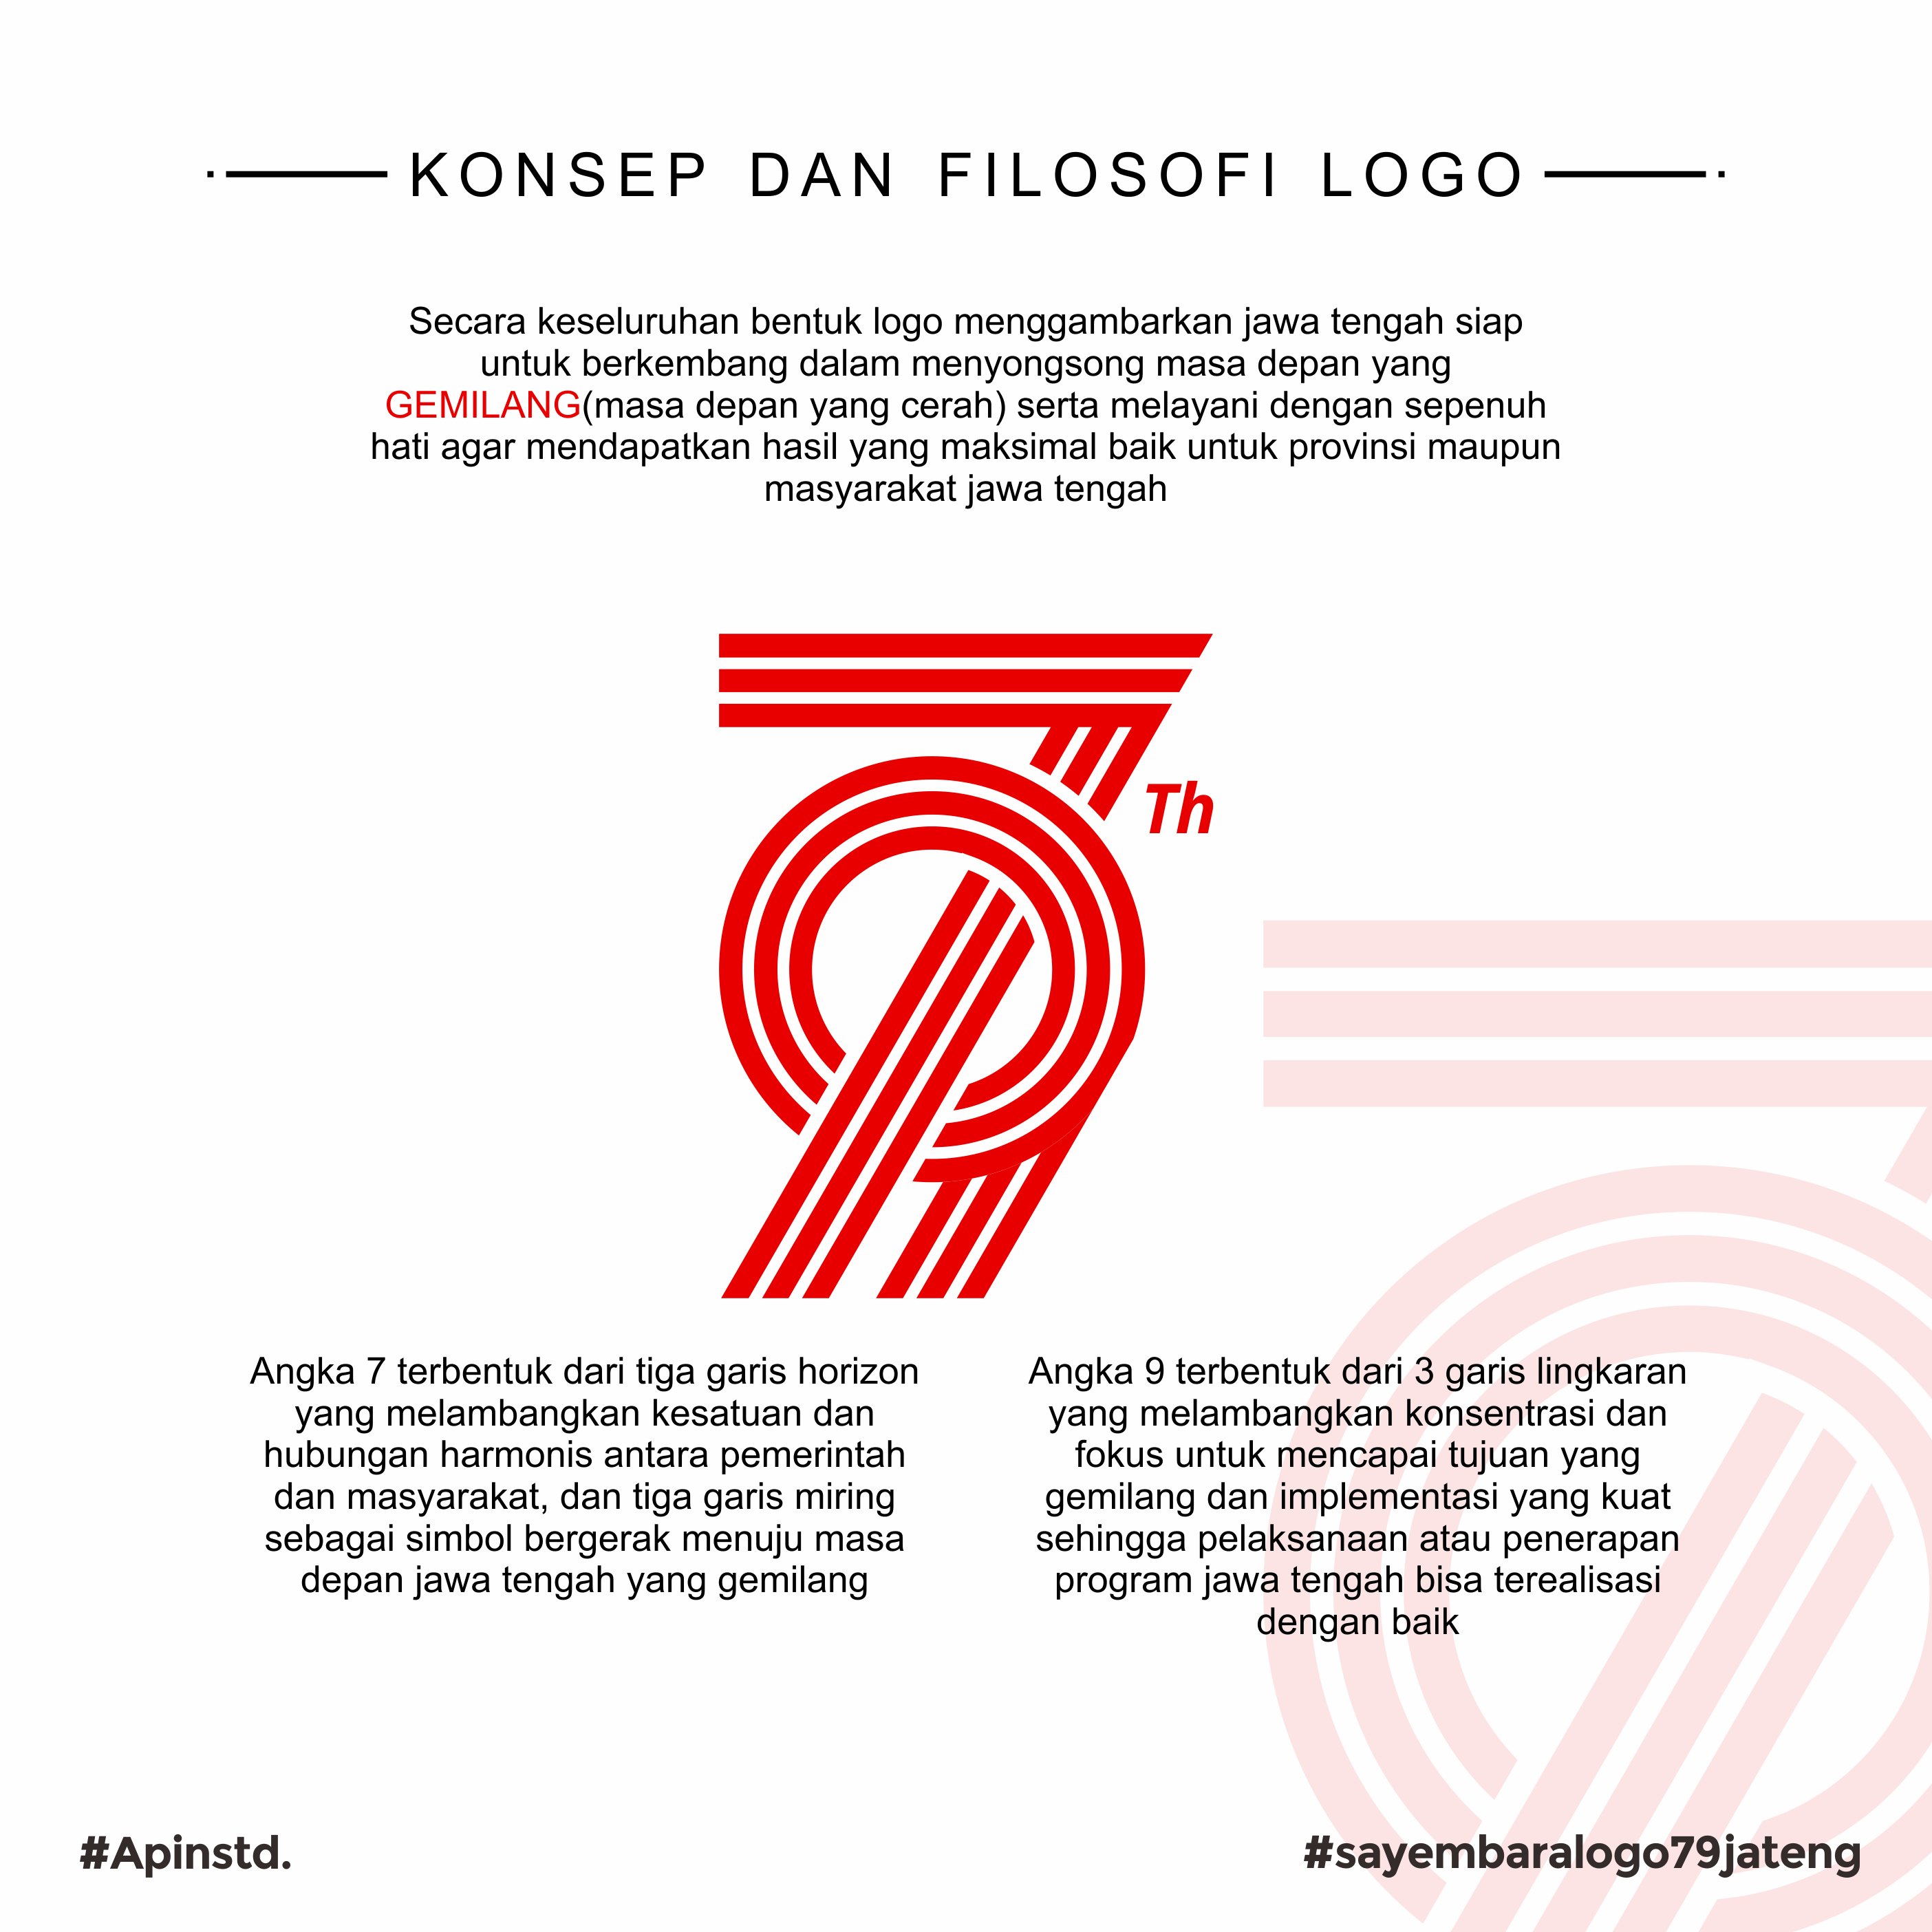 KONSEP DAN FILOSOFI LOGO
Secara keseluruhan bentuk logo menggambarkan jawa tengah siap
untuk berkembang dalam menyongsong masa depan yang
GEMILANG(masa depan yang cerah) serta melayani dengan sepenuh
hati agar mendapatkan hasil yang maksimal baik untuk provinsi maupun
masyarakat jawa tengah
79
Th
Angka 7 terbentuk dari tiga garis horizon
yang melambangkan kesatuan dan
hubungan harmonis antara pemerintah
dan masyarakat, dan tiga garis miring
sebagai simbol bergerak menuju masa
depan jawa tengah yang gemilang
Angka 9 terbentuk dari 3 garis lingkaran
yang melambangkan konsentrasi dan
fokus untuk mencapai tujuan yang
gemilang dan implementasi yang kuat
sehingga pelaksanaan atau penerapan
program jawa tengah bisa terealisasi
dengan baik
#Apinstd.
#sayembaralogo79jateng